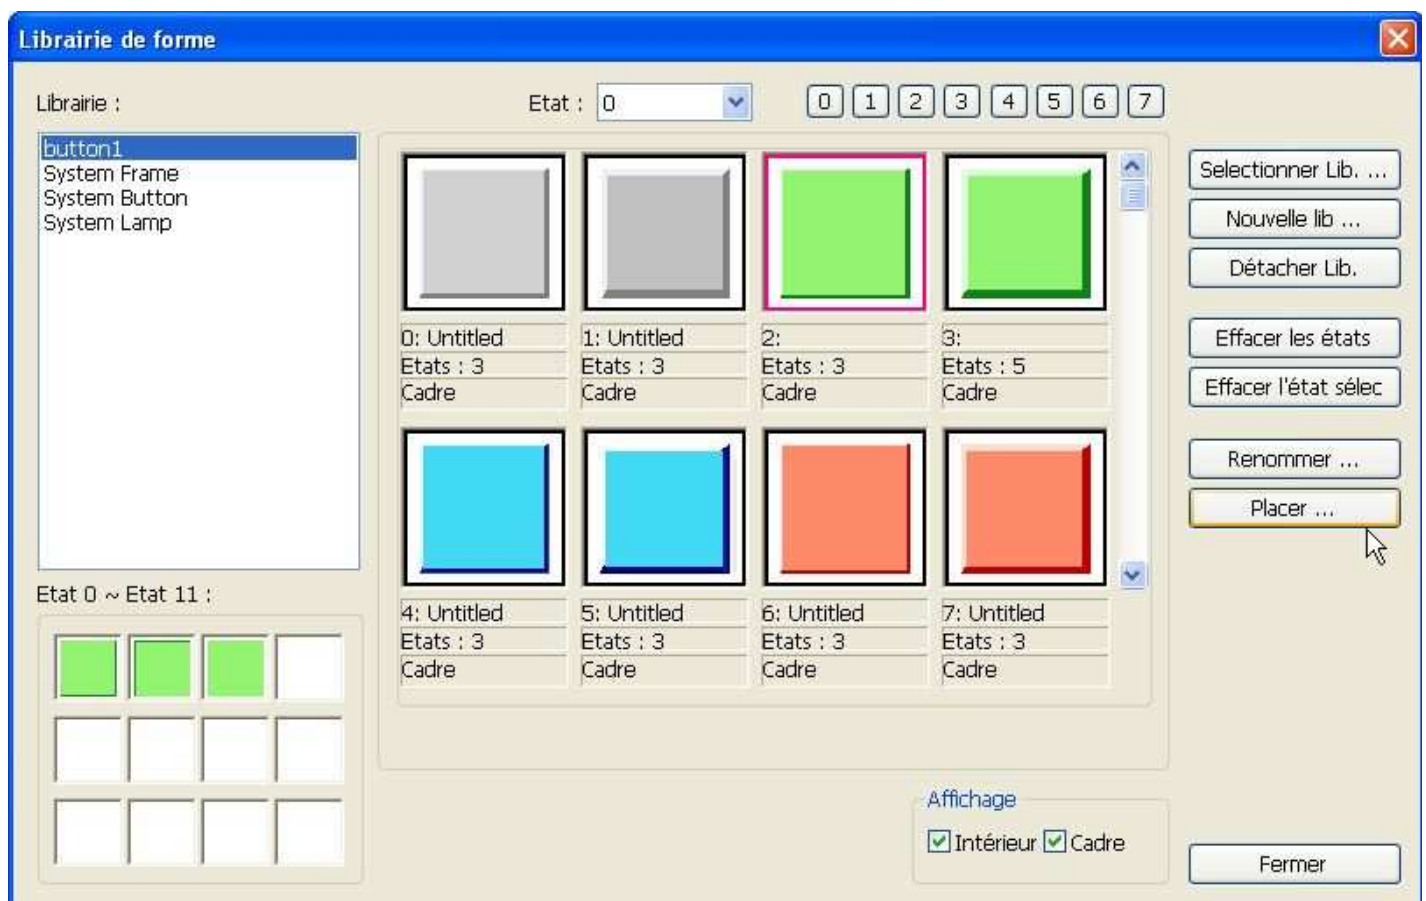 Librairie de forme
Librairie :
Etat : 0
0 1 2 3 4 5 6 7
button1
System Frame
System Button
System Lamp
0: Untitled
Etats : 3
Cadre
1: Untitled
Etats : 3
Cadre
2:
Etats : 3
Cadre
3:
Etats : 5
Cadre
4: Untitled
Etats : 3
Cadre
5: Untitled
Etats : 3
Cadre
6: Untitled
Etats : 3
Cadre
7: Untitled
Etats : 3
Cadre
Selectionner Lib. ...
Nouvelle lib ...
Détacher Lib.
Effacer les états
Effacer l'état sélec
Renommer ...
Placer ...
Etat 0 ~ Etat 11 :
Affichage
Intérieur Cadre
Fermer